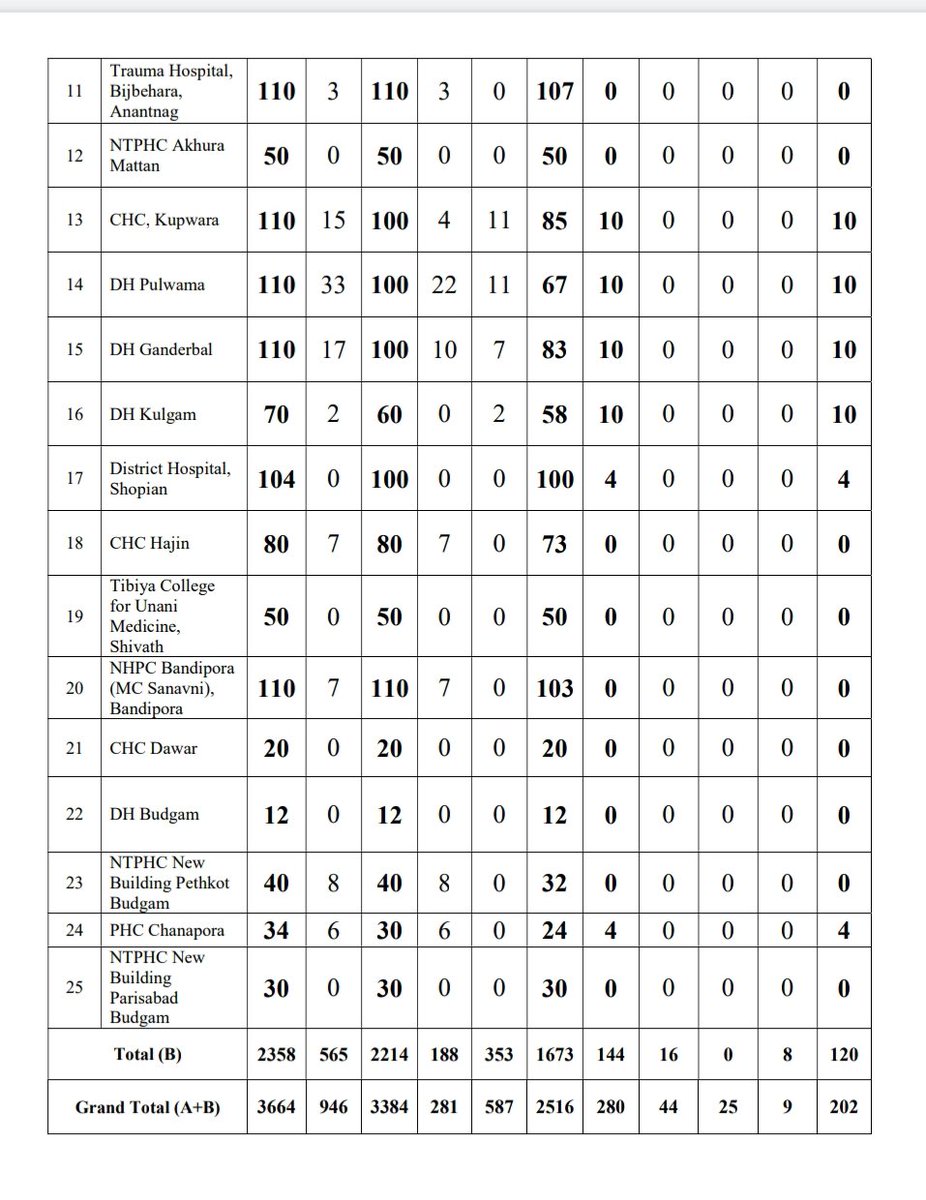 11 Trauma Hospital, Bijbehara, Anantnag 110 3 110 3 0 107 0 0 0 0 0
12 NTPHC Akhura Mattan 50 0 50 0 0 50 0 0 0 0 0
13 CHC, Kupwara 110 15 100 4 11 85 10 0 0 0 10
14 DH Pulwama 110 33 100 22 11 67 10 0 0 0 10
15 DH Ganderbal 110 17 100 10 7 83 10 0 0 0 10
16 DH Kulgam 70 2 60 0 2 58 10 0 0 0 10
17 District Hospital, Shopian 104 0 100 0 0 100 4 0 0 0 4
18 CHC Hajin 80 7 80 7 0 73 0 0 0 0 0
19 Tibiya College for Unani Medicine, Shivath 50 0 50 0 0 50 0 0 0 0 0
20 NHPC Bandipora (MC Sanavni), Bandipora 110 7 110 7 0 103 0 0 0 0 0
21 CHC Dawar 20 0 20 0 0 20 0 0 0 0 0
22 DH Budgam 12 0 12 0 0 12 0 0 0 0 0
23 NTPHC New Building Pethkot Budgam 40 8 40 8 0 32 0 0 0 0 0
24 PHC Chanapora 34 6 30 6 0 24 4 0 0 0 4
25 NTPHC New Building Parisabad Budgam 30 0 30 0 0 30 0 0 0 0 0
Total (B) 2358 565 2214 188 353 1673 144 16 0 8 120
Grand Total (A+B) 3664 946 3384 281 587 2516 280 44 25 9 202